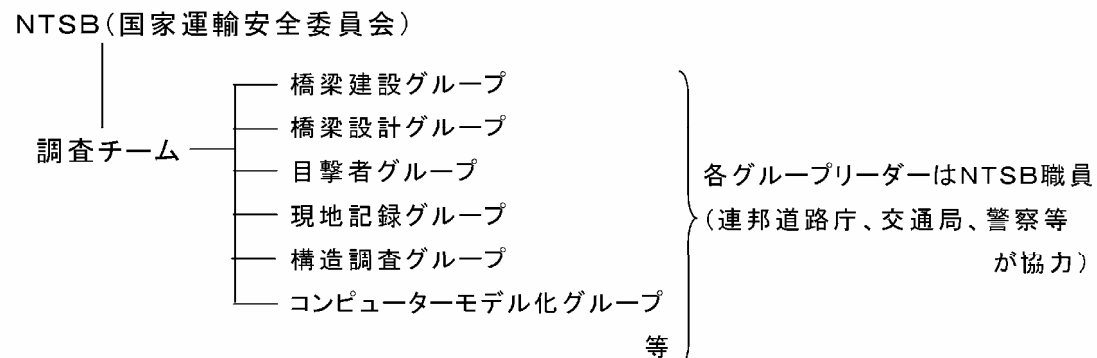 NTSB(国家運輸安全委員会)
調査チーム
橋梁建設グループ
橋梁設計グループ
目撃者グループ
現地記録グループ
構造調査グループ
コンピューターモデル化グループ
等
各グループリーダーはNTSB職員
(連邦道路庁、交通局、警察等
が協力)